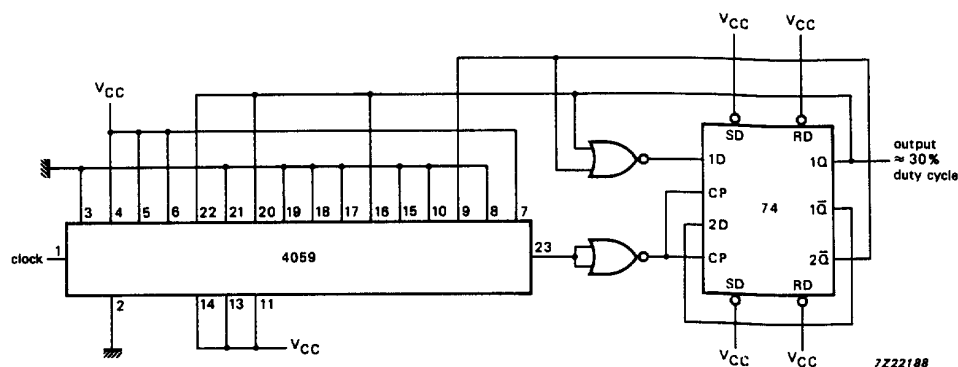 VCC VCC
VCC
3 4 5 6 22 21 20 19 18 17 16 15 10 9 8 7
clock 1
4059
23
2
14 13 11
VCC
SD RD
74
1D
CP
2D
CP
1Q
1Q̅
2Q̅
SD RD
VCC VCC
output
≈ 30%
duty cycle
7Z22188